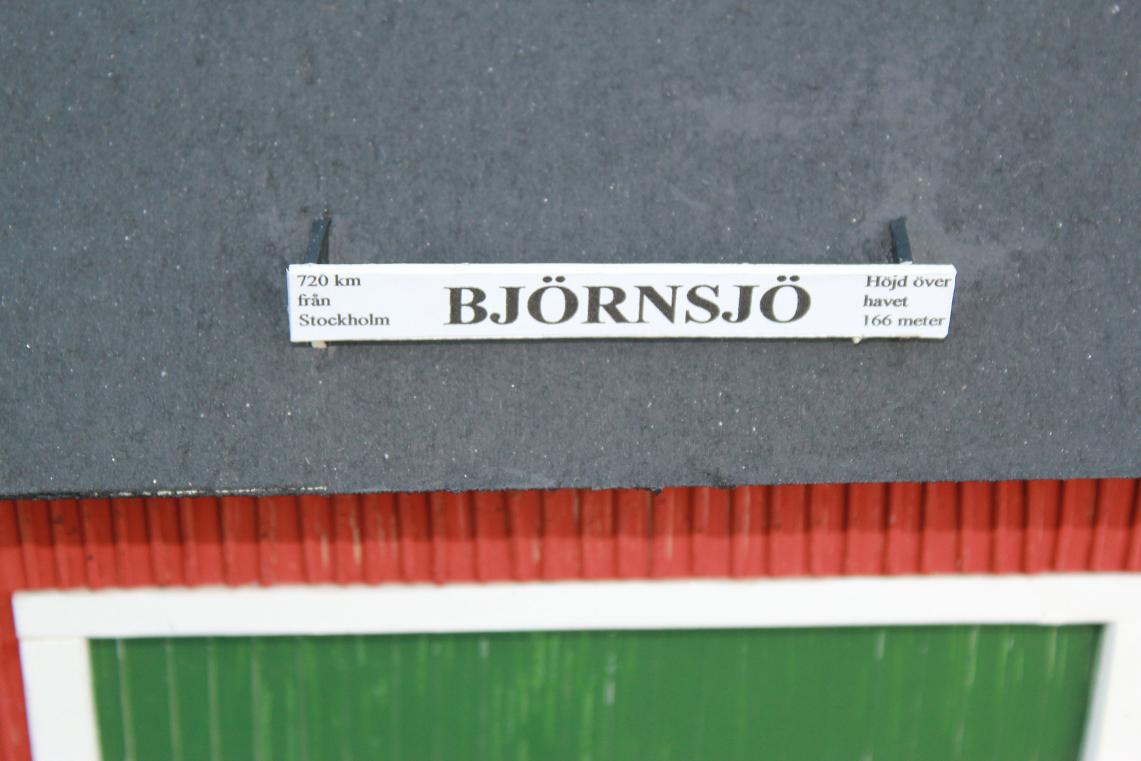 720 km
från
Stockholm
BJÖRNSJÖ
Höjd över
havet
166 meter